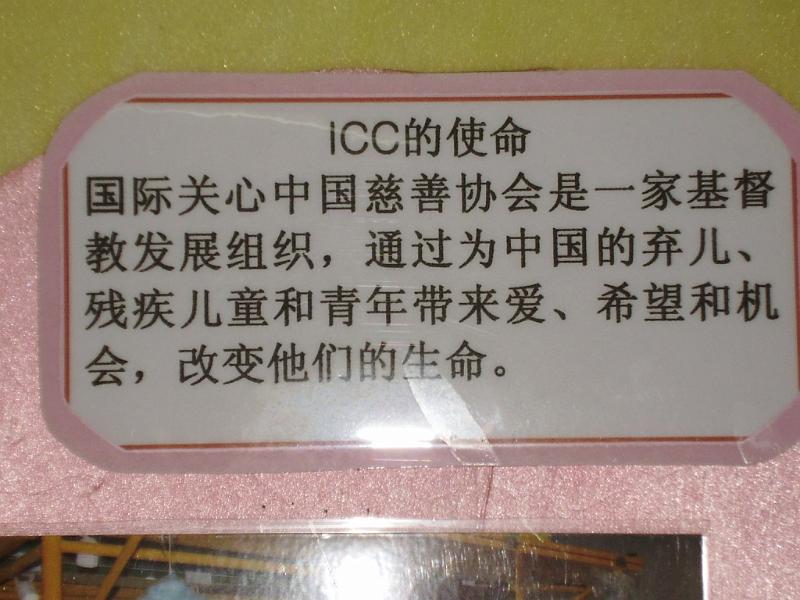 ICC的使命
国际关心中国慈善协会是一家基督
教发展组织，通过为中国的弃儿、
残疾儿童和青年带来爱、希望和机
会，改变他们的生命。